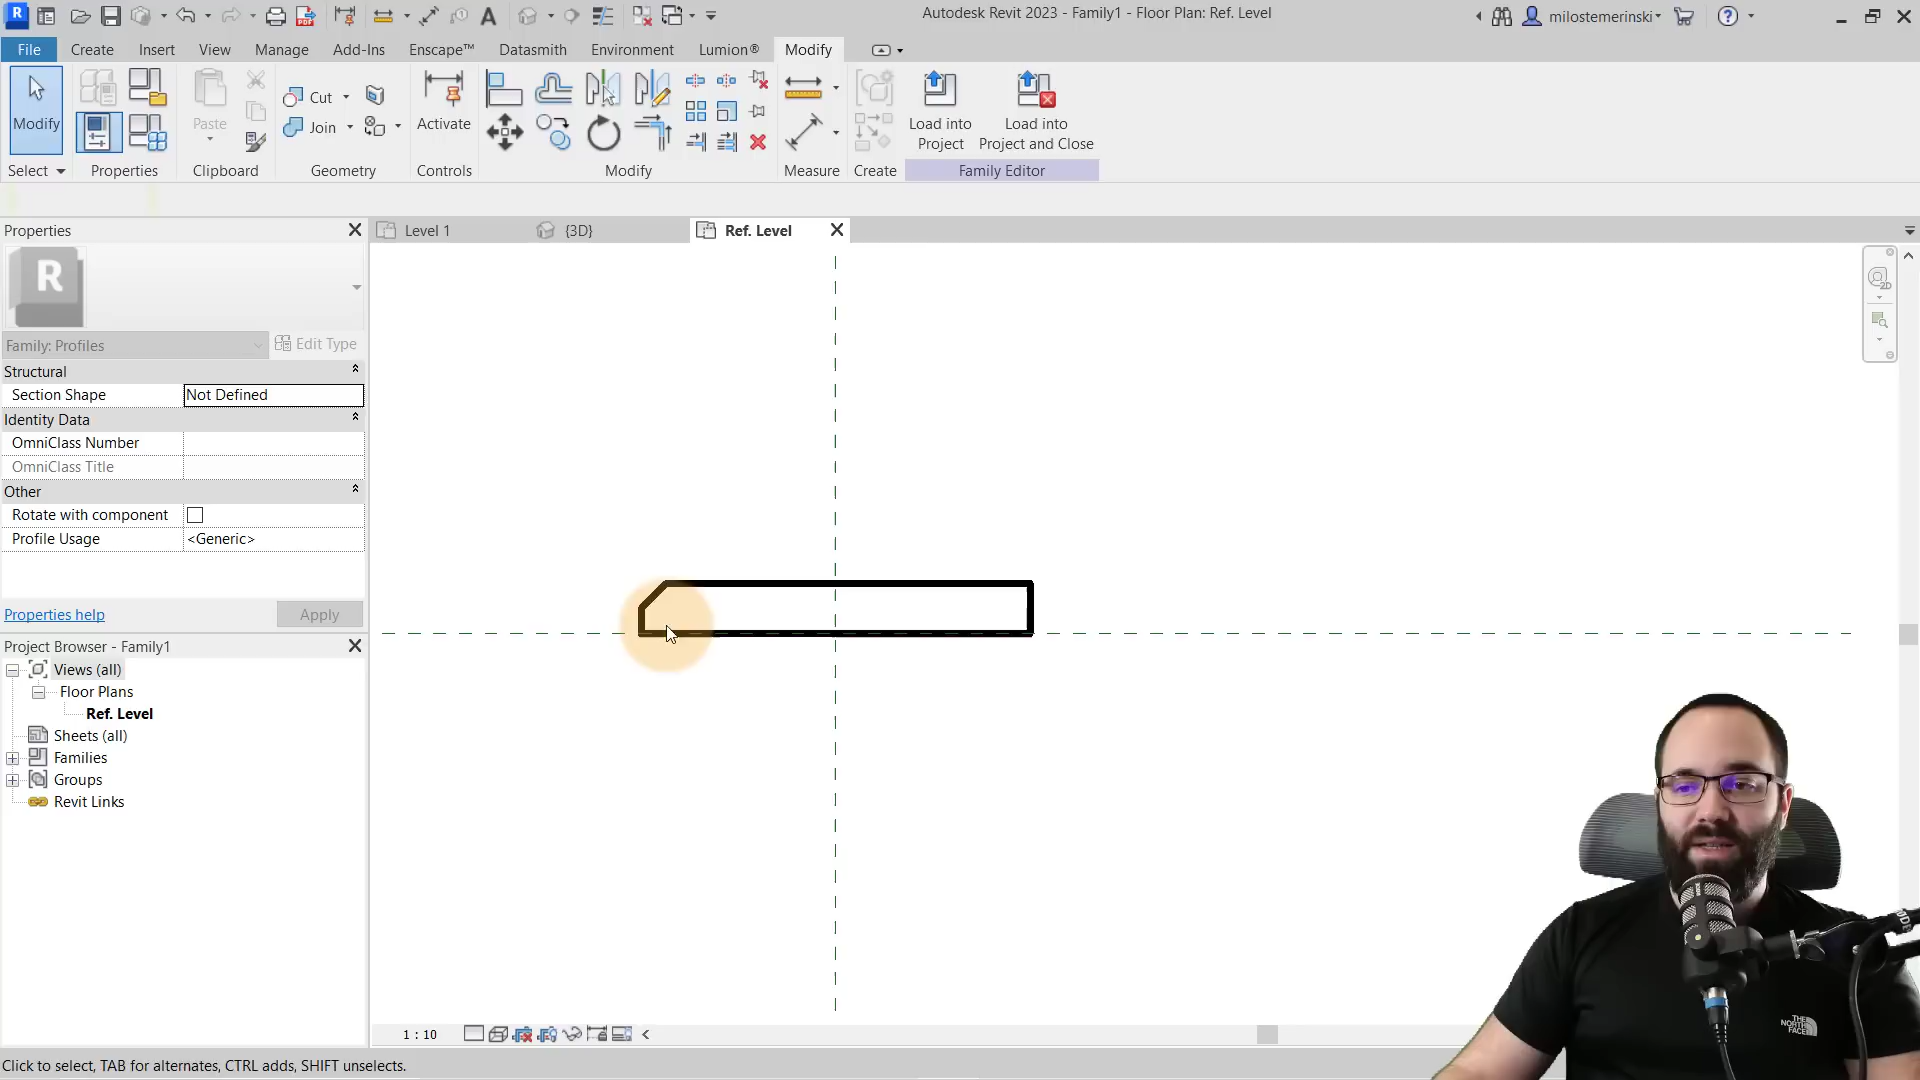 Autodesk Revit 2023 - Family1 - Floor Plan: Ref. Level
milostemerinski
File
Create
Insert
View
Manage
Add-Ins
Enscape™
Datasmith
Environment
Lumion®
Modify
Modify
Paste
Cut
Join
Activate
Load into
Project
Load into
Project and Close
Select
Properties
Clipboard
Geometry
Controls
Modify
Measure
Create
Family Editor
Properties
Level 1
{3D}
Ref. Level
R
Family: Profiles
Edit Type
Structural
Section Shape
Not Defined
Identity Data
OmniClass Number
OmniClass Title
Other
Rotate with component
Profile Usage
<Generic>
Properties help
Apply
Project Browser - Family1
Views (all)
Floor Plans
Ref. Level
Sheets (all)
Families
Groups
Revit Links
1 : 10
Click to select, TAB for alternates, CTRL adds, SHIFT unselects.
THE
NORTH
FACE